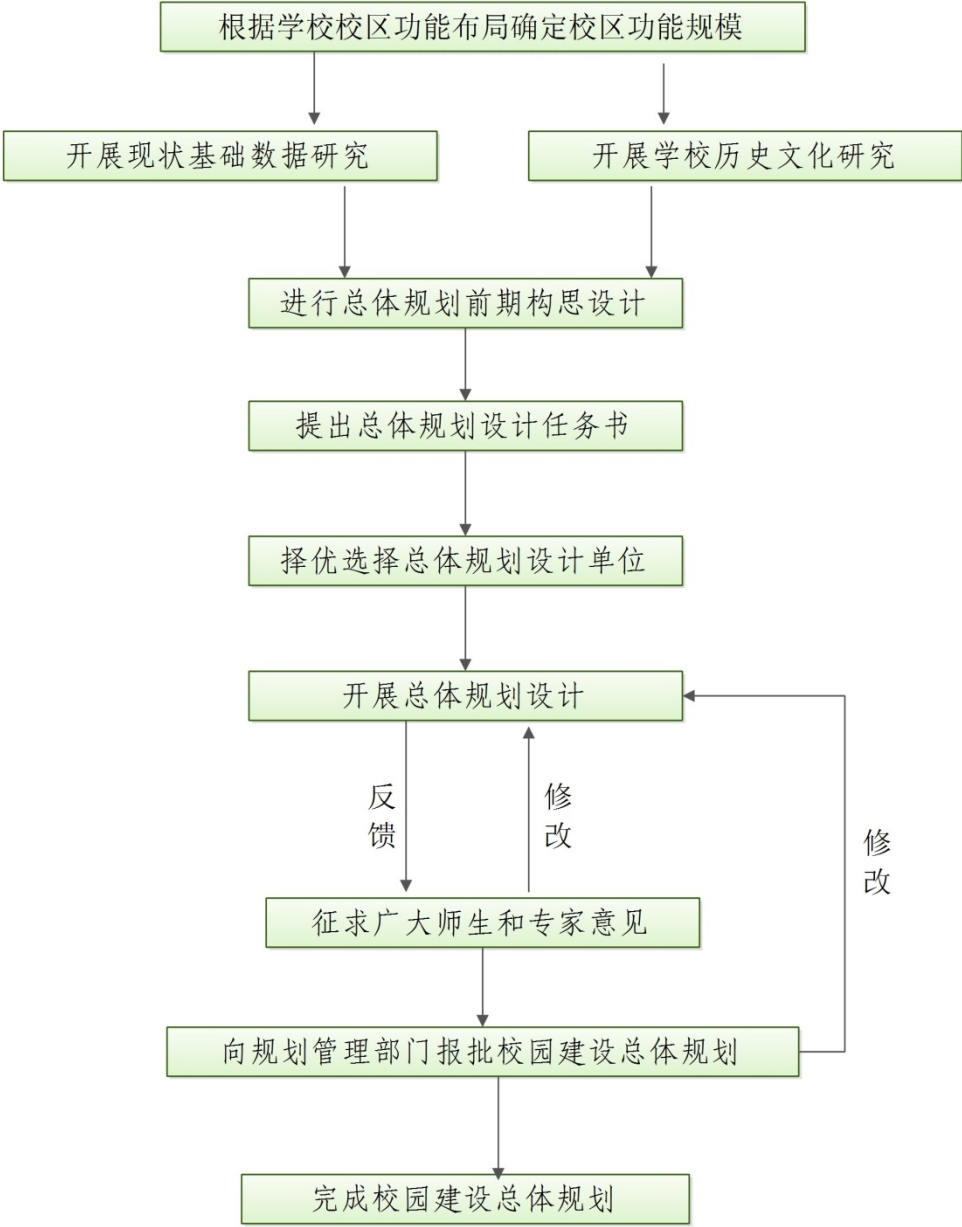 根据学校校区功能布局确定校区功能规模
开展现状基础数据研究
开展学校历史文化研究
进行总体规划前期构思设计
提出总体规划设计任务书
择优选择总体规划设计单位
开展总体规划设计
反馈
修改
修改
征求广大师生和专家意见
向规划管理部门报批校园建设总体规划
完成校园建设总体规划